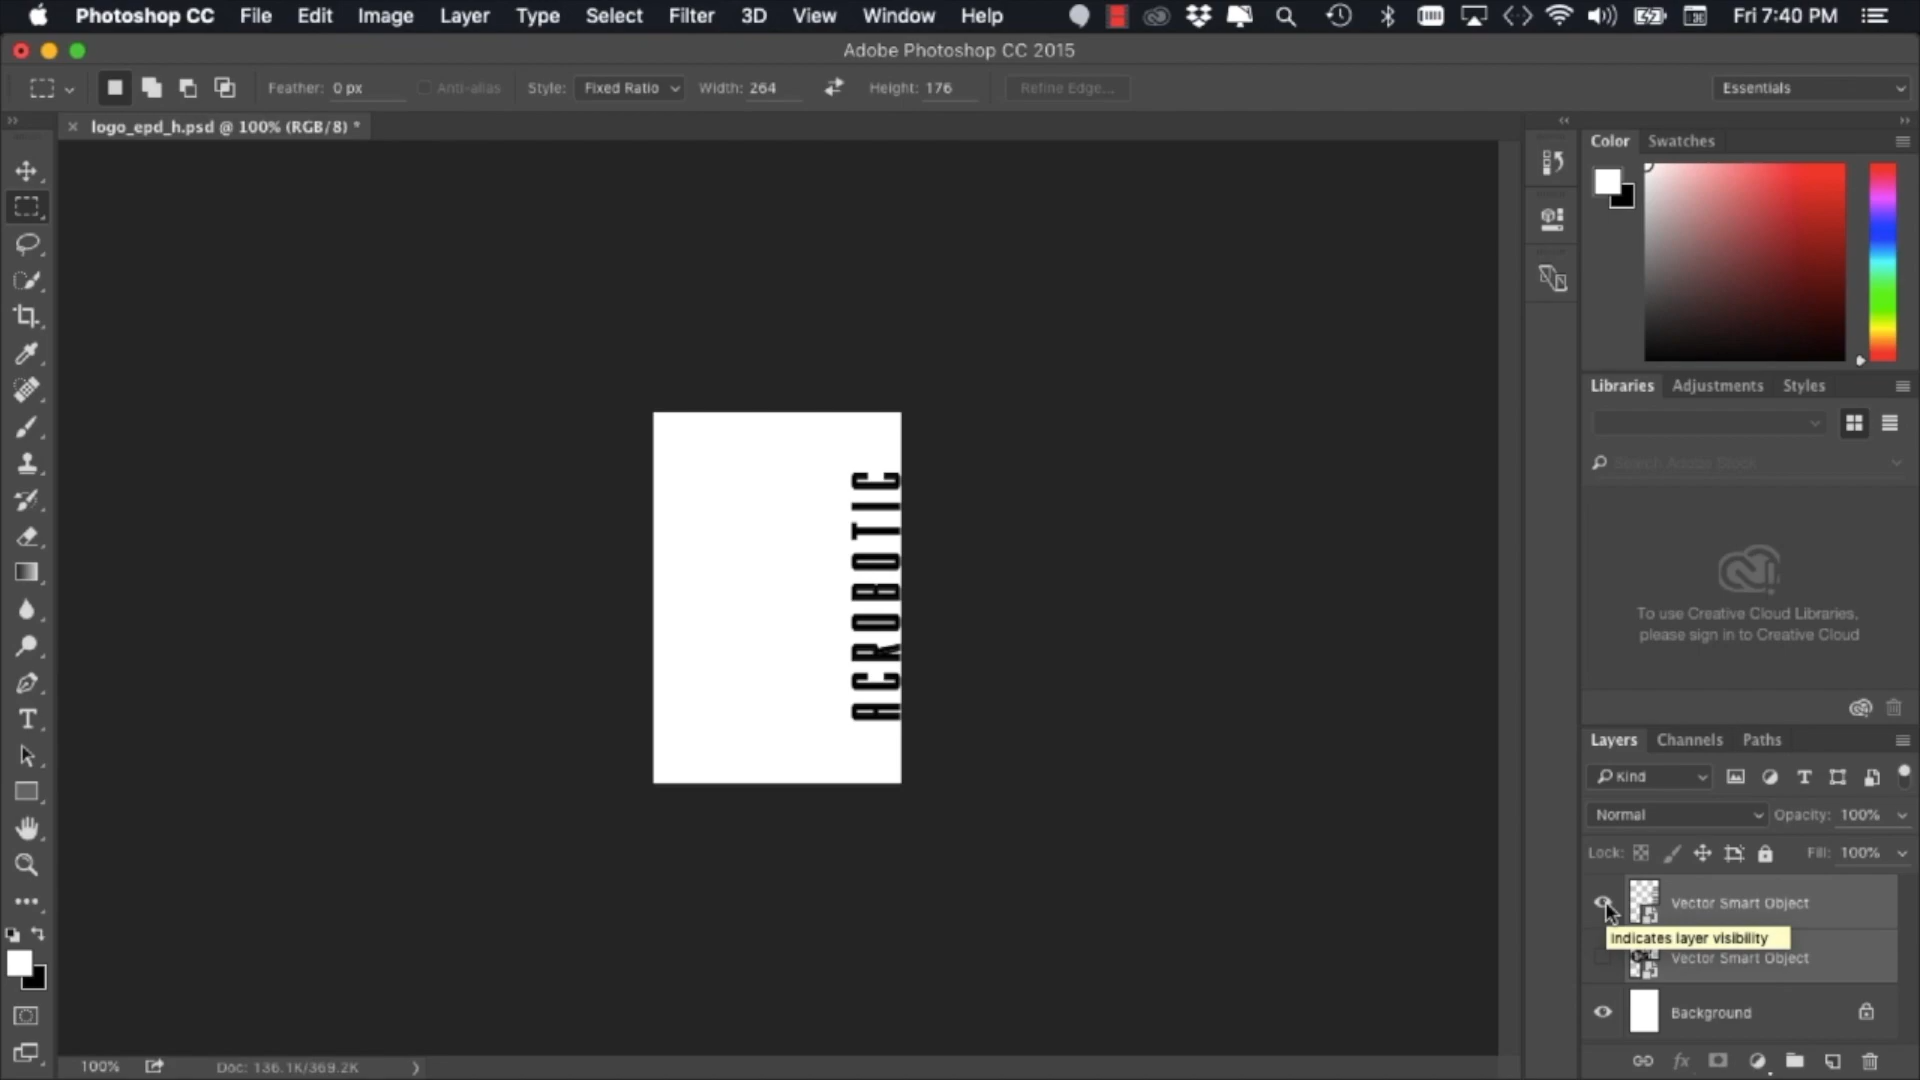 Photoshop CC File Edit Image Layer Type Select Filter 3D View Window Help Fri 7:40 PM
Adobe Photoshop CC 2015
Feather: 0 px Anti-alias Style: Fixed Ratio Width: 264 Height: 176 Refine Edge... Essentials
logo_epd_h.psd @ 100% (RGB/8) *
Color Swatches
Libraries Adjustments Styles
Search Adobe Stock
To use Creative Cloud Libraries,
please sign in to Creative Cloud
ACROBOTIC
Layers Channels Paths
Kind
Normal Opacity: 100%
Lock: Fill: 100%
Vector Smart Object
Indicates layer visibility
Vector Smart Object
Background
fx
100% Doc: 136.1K/369.2K